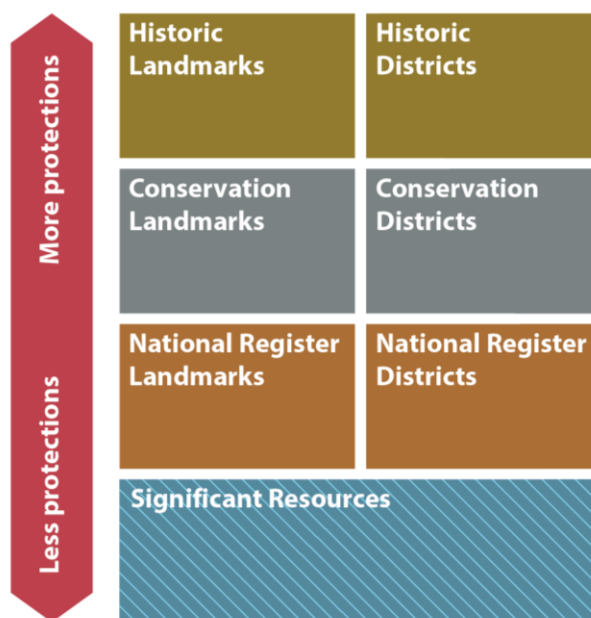 More protections
Less protections
Historic
Landmarks
Historic
Districts
Conservation
Landmarks
Conservation
Districts
National Register
Landmarks
National Register
Districts
Significant Resources